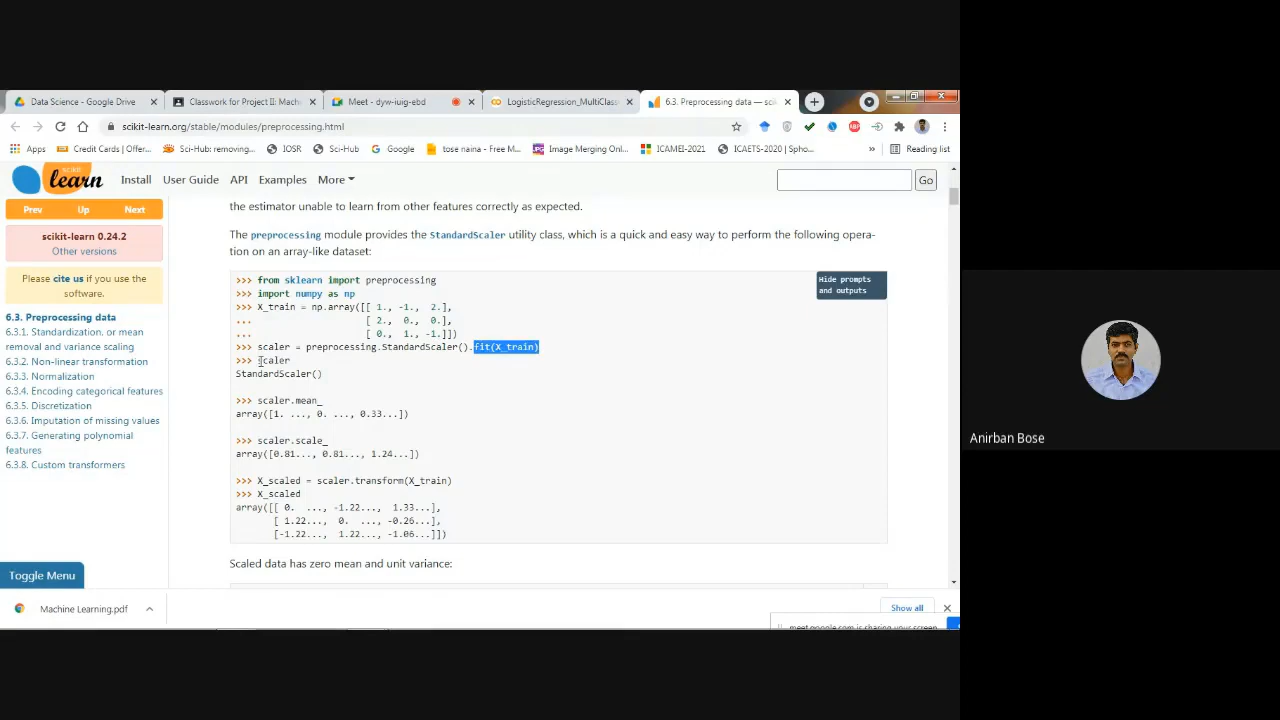 Data Science - Google Drive
Classwork for Project II: Mach
Meet - dyw-iuig-ebd
LogisticRegression_MultiClass
6.3. Preprocessing data — scik
scikit-learn.org/stable/modules/preprocessing.html
Apps
Credit Cards | Offer...
Sci-Hub: removing...
IOSR
Sci-Hub
Google
tose naina - Free M...
Image Merging Onl...
ICAMEI-2021
ICAETS-2020 | Spho...
»
Reading list
scikit
learn
Install
User Guide
API
Examples
More
Go
Prev
Up
Next
scikit-learn 0.24.2
Other versions
Please cite us if you use the
software.
6.3. Preprocessing data
6.3.1. Standardization, or mean
removal and variance scaling
6.3.2. Non-linear transformation
6.3.3. Normalization
6.3.4. Encoding categorical features
6.3.5. Discretization
6.3.6. Imputation of missing values
6.3.7. Generating polynomial
features
6.3.8. Custom transformers
Toggle Menu
the estimator unable to learn from other features correctly as expected.
The preprocessing module provides the StandardScaler utility class, which is a quick and easy way to perform the following opera-
tion on an array-like dataset:
Hide prompts
and outputs
>>> from sklearn import preprocessing
>>> import numpy as np
>>> X_train = np.array([[ 1., -1., 2.],
... [ 2., 0., 0.],
... [ 0., 1., -1.]])
>>> scaler = preprocessing.StandardScaler().fit(X_train)
>>> scaler
StandardScaler()
>>> scaler.mean_
array([1. ..., 0. ..., 0.33...])
>>> scaler.scale_
array([0.81..., 0.81..., 1.24...])
>>> X_scaled = scaler.transform(X_train)
>>> X_scaled
array([[ 0. ..., -1.22..., 1.33...],
[ 1.22..., 0. ..., -0.26...],
[-1.22..., 1.22..., -1.06...]])
Scaled data has zero mean and unit variance:
Machine Learning.pdf
Show all
meet.google.com is sharing your screen.
Anirban Bose